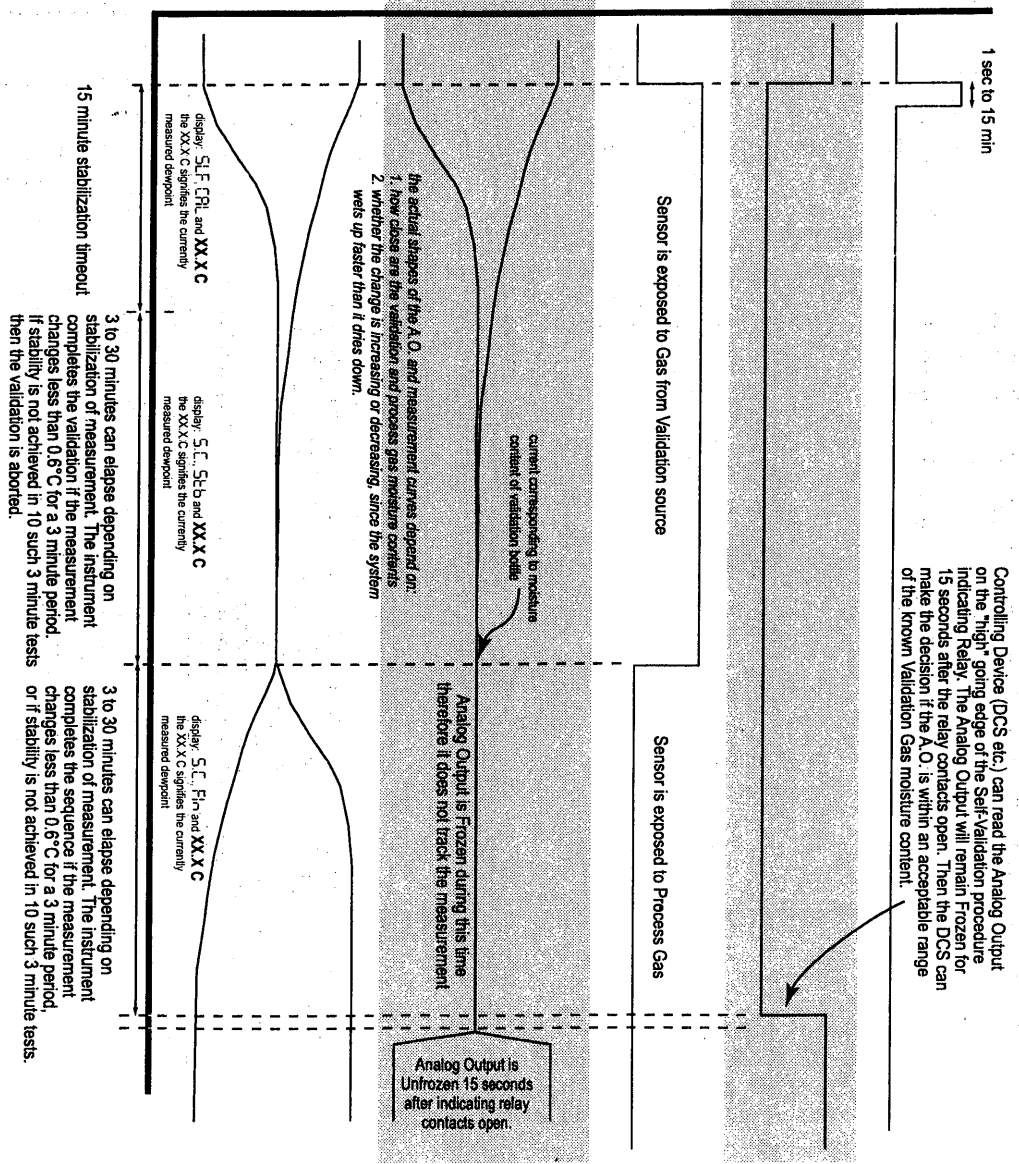 1 sec to 15 min
Controlling Device (DCS etc.) can read the Analog Output
on the "high" going edge of the Self-Validation procedure
indicating Relay. The Analog Output will remain Frozen for
15 seconds after the relay contacts open. Then the DCS can
make the decision if the A.O. is within an acceptable range
of the known Validation Gas moisture content.
Sensor is exposed to Gas from Validation source
Sensor is exposed to Process Gas
current corresponding to moisture
content of validation bottle
the actual shapes of the A.O. and measurement curves depend on:
1. how close are the validation and process gas moisture contents
2. whether the change is increasing or decreasing, since the system
wets up faster than it dries down.
Analog Output is Frozen during this time
therefore it does not track the measurement
Analog Output is
Unfrozen 15 seconds
after indicating relay
contacts open.
display: SLF.CAL and XX.X C
the XX.X C signifies the currently
measured dewpoint
display: S.C., Stb and XX.X C
the XX.X C signifies the currently
measured dewpoint
display: S.C., FIn and XX.X C
the XX.X C signifies the currently
measured dewpoint
15 minute stabilization timeout
3 to 30 minutes can elapse depending on
stabilization of measurement. The instrument
completes the validation if the measurement
changes less than 0.6°C for a 3 minute period.
If stability is not achieved in 10 such 3 minute tests
then the validation is aborted.
3 to 30 minutes can elapse depending on
stabilization of measurement. The instrument
completes the sequence if the measurement
changes less than 0.6°C for a 3 minute period,
or if stability is not achieved in 10 such 3 minute tests.